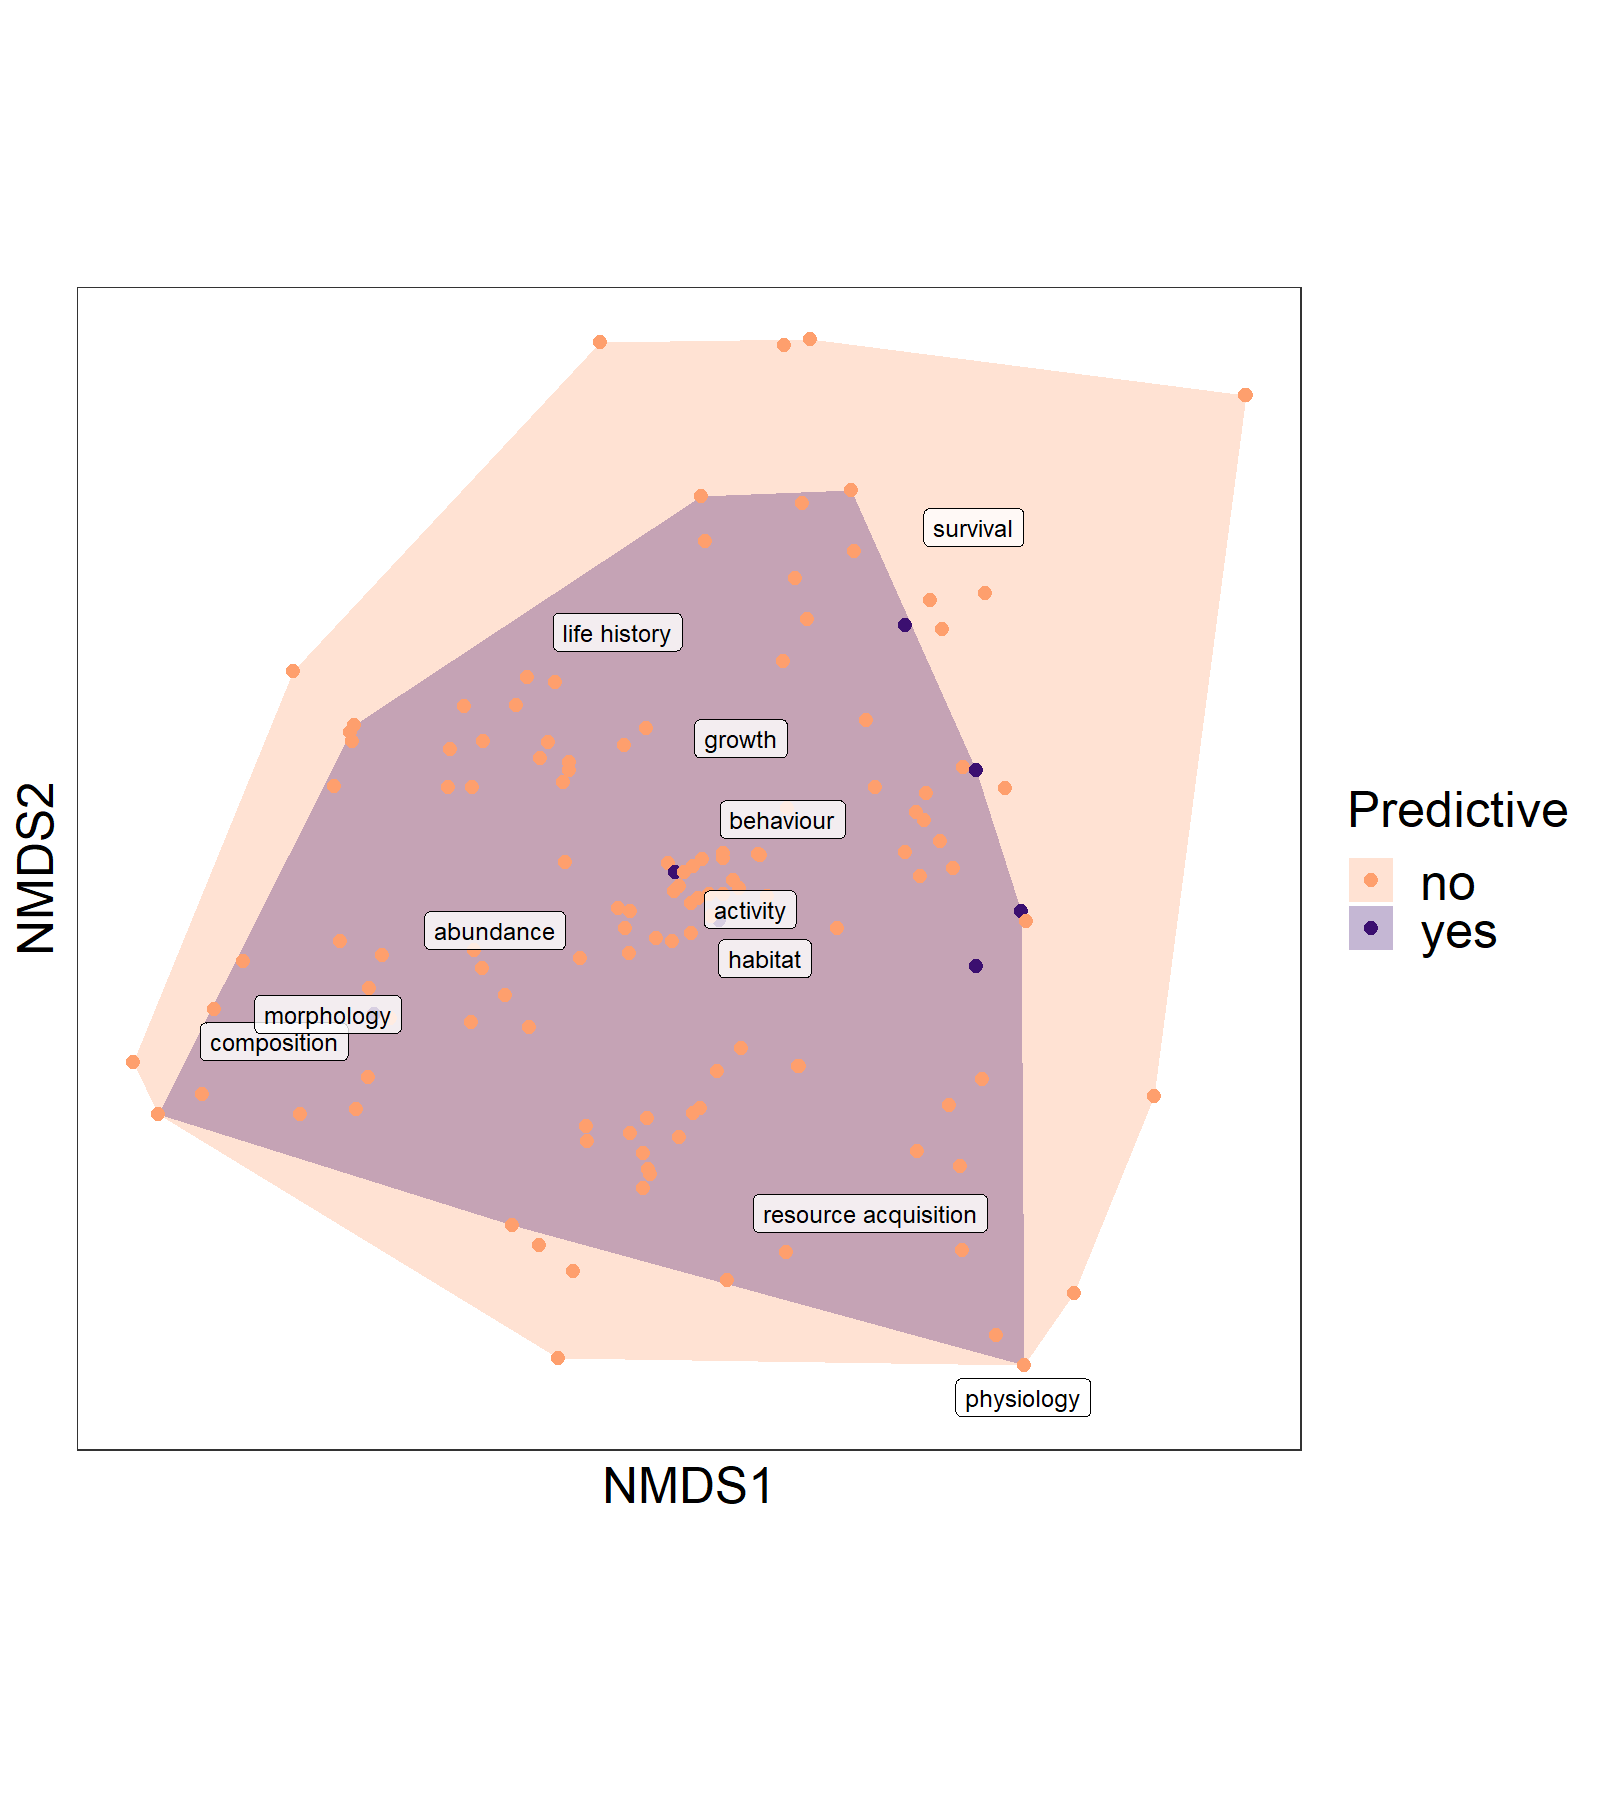 survival
life history
growth
behaviour
activity
abundance
habitat
morphology
composition
resource acquisition
physiology
NMDS2
NMDS1
Predictive
no
yes